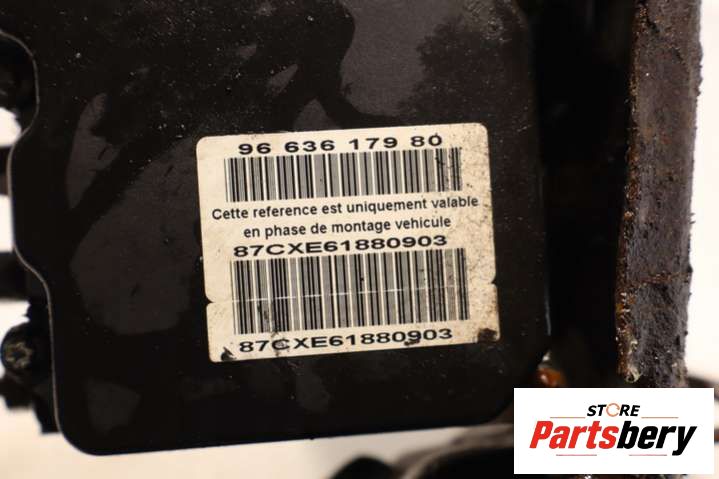 96 636 179 80
Cette reference est uniquement valable
en phase de montage vehicule
87CXE61880903
87CXE61880903
STORE
Partsbery